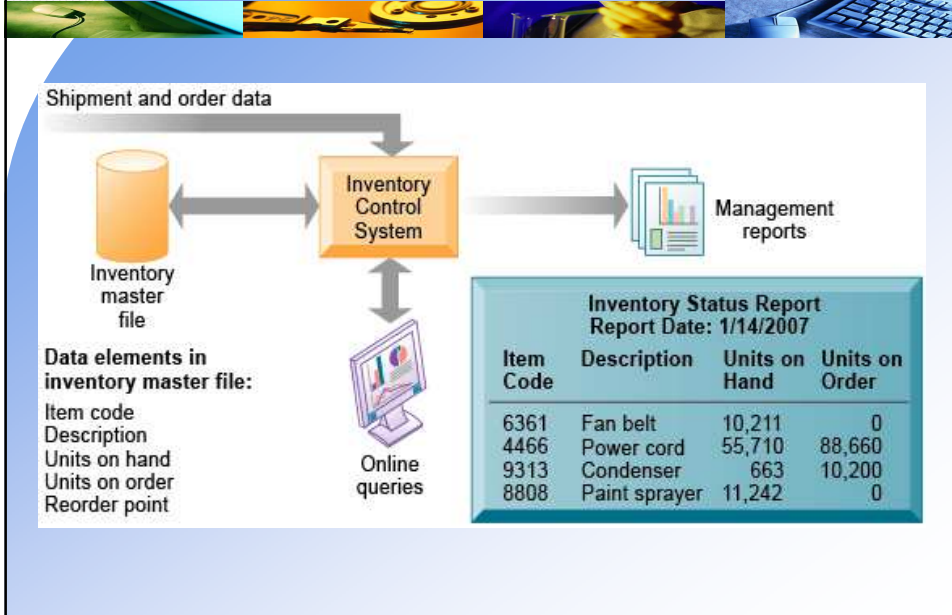 Shipment and order data
Inventory
Control
System
Management
reports
Inventory
master
file
Data elements in
inventory master file:
Item code
Description
Units on hand
Units on order
Reorder point
Online
queries
Inventory Status Report
Report Date: 1/14/2007
Item Description Units on Units on
Code Hand Order
6361 Fan belt 10,211 0
4466 Power cord 55,710 88,660
9313 Condenser 663 10,200
8808 Paint sprayer 11,242 0